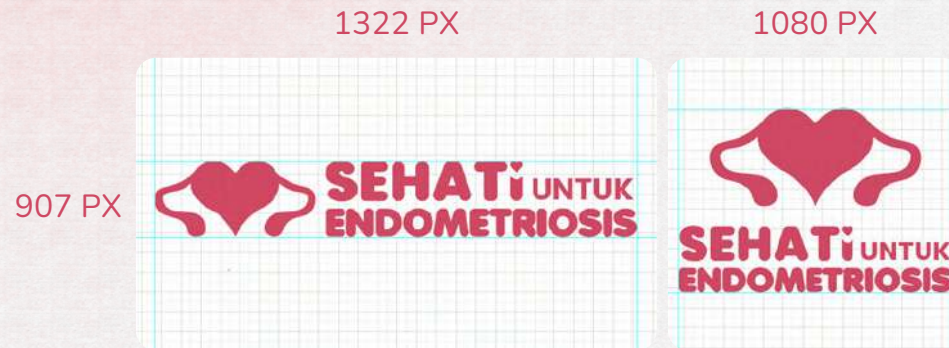 1322 PX
1080 PX
907 PX
SEHATi UNTUK
ENDOMETRIOSIS
SEHATi UNTUK
ENDOMETRIOSIS